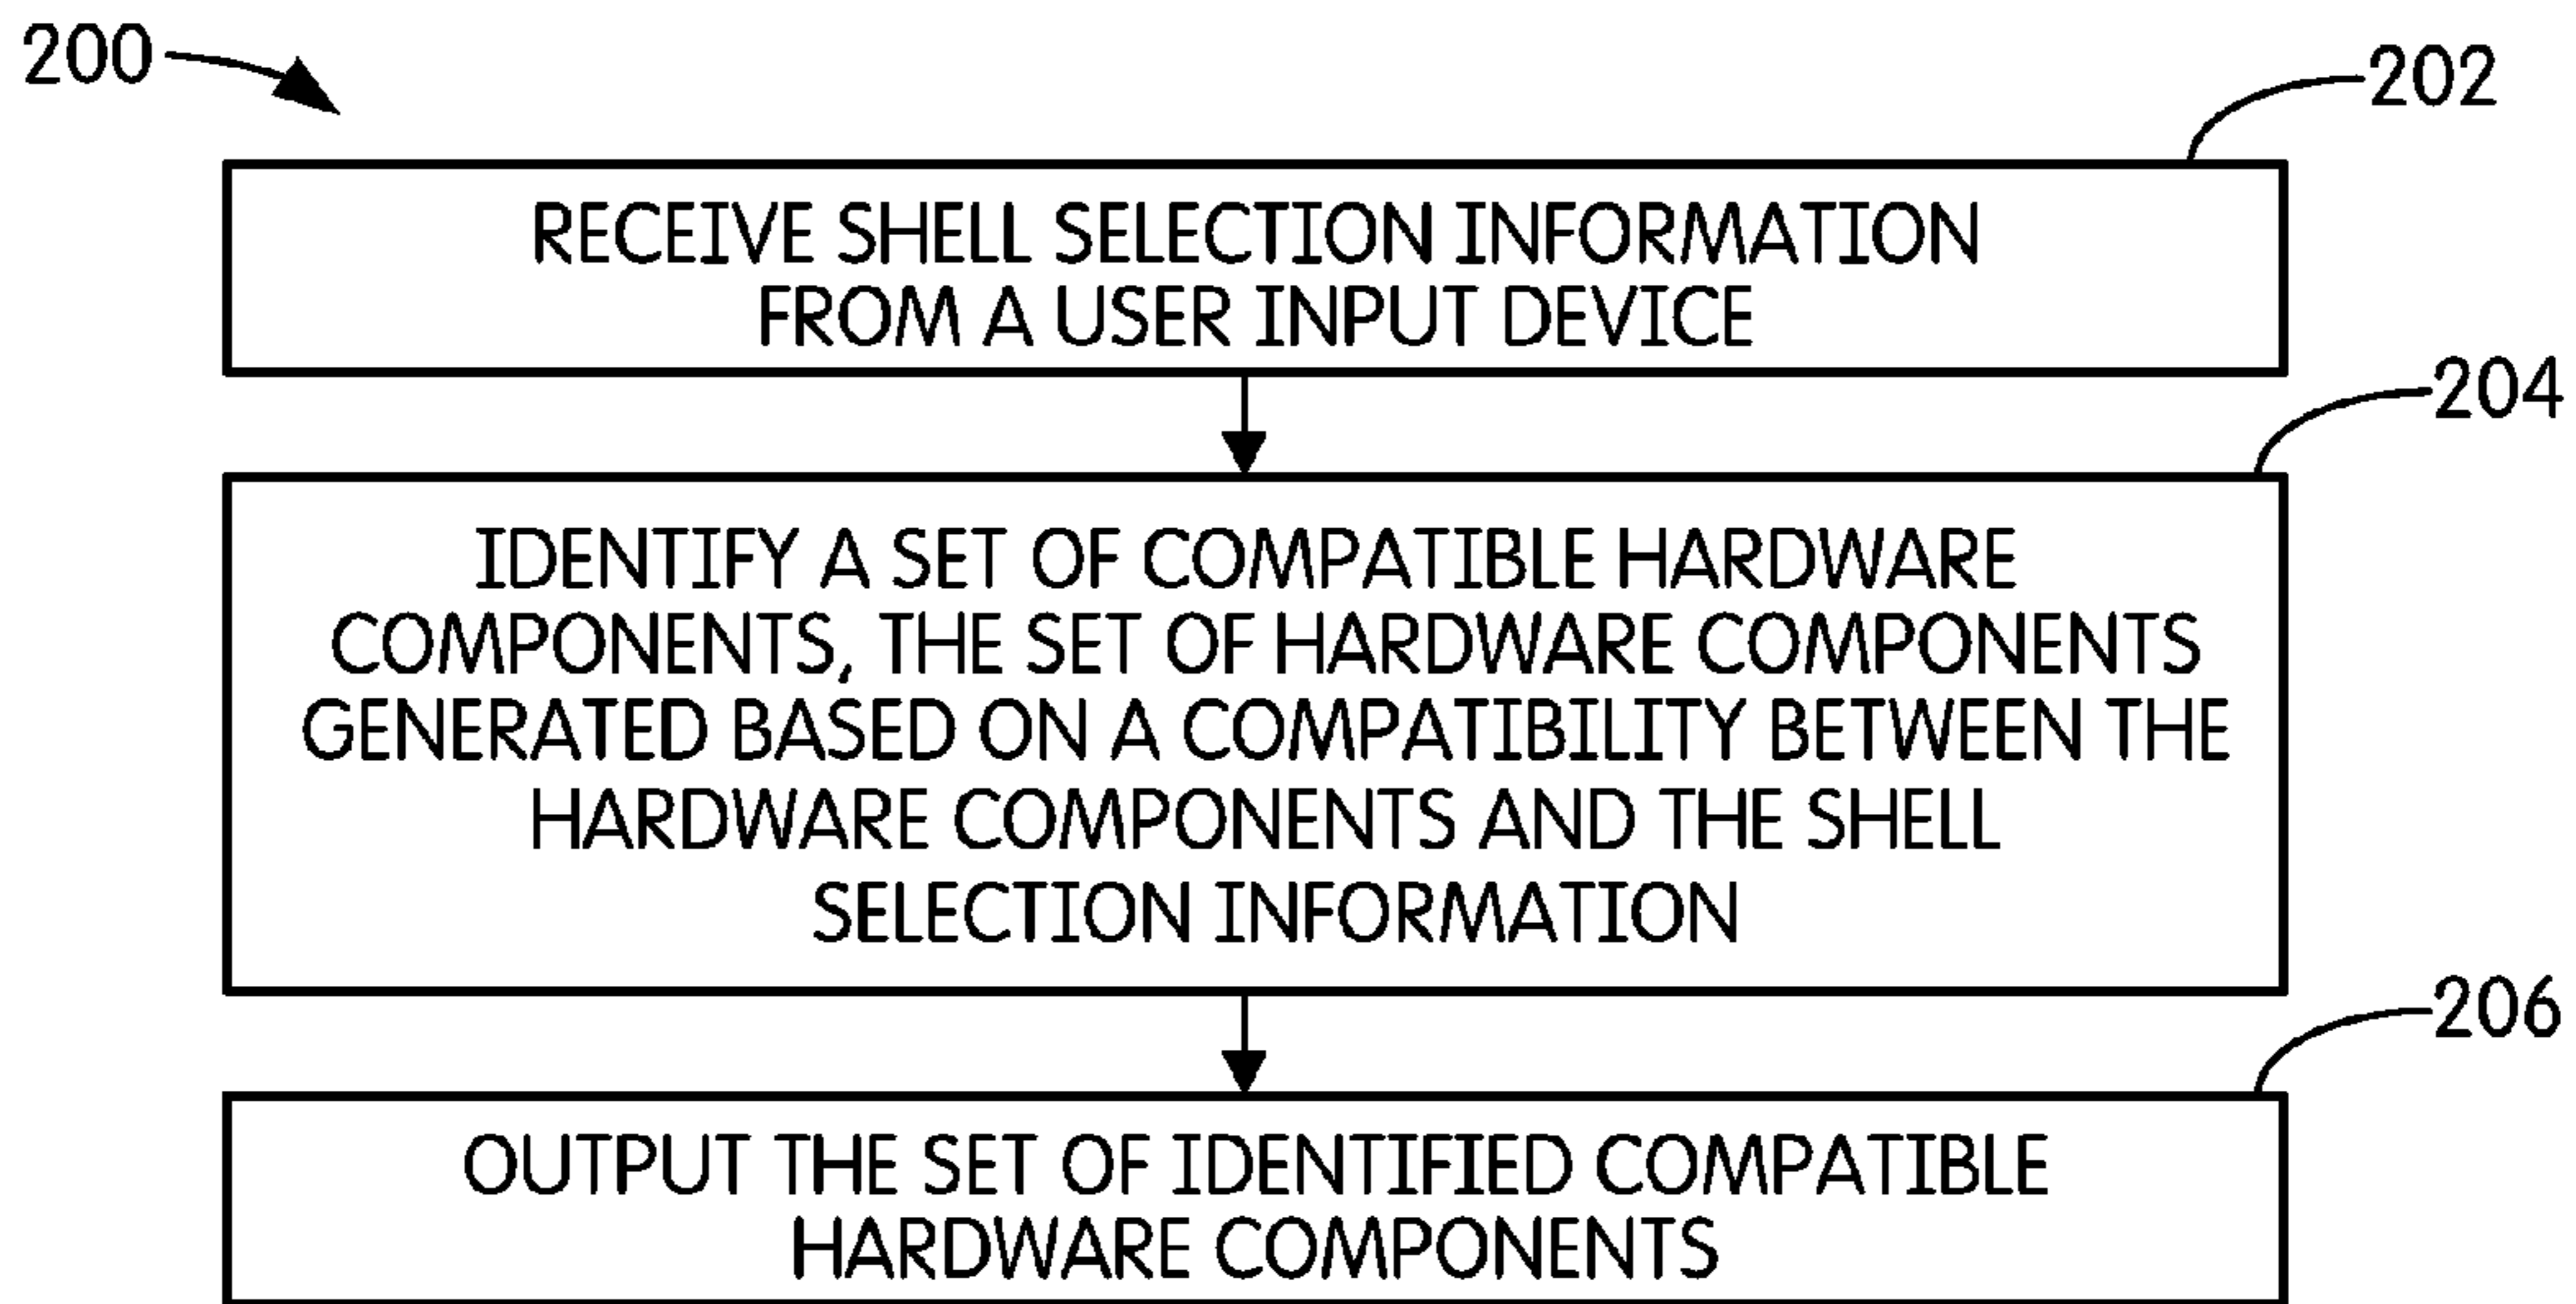 200
202
RECEIVE SHELL SELECTION INFORMATION
FROM A USER INPUT DEVICE
204
IDENTIFY A SET OF COMPATIBLE HARDWARE
COMPONENTS, THE SET OF HARDWARE COMPONENTS
GENERATED BASED ON A COMPATIBILITY BETWEEN THE
HARDWARE COMPONENTS AND THE SHELL
SELECTION INFORMATION
206
OUTPUT THE SET OF IDENTIFIED COMPATIBLE
HARDWARE COMPONENTS